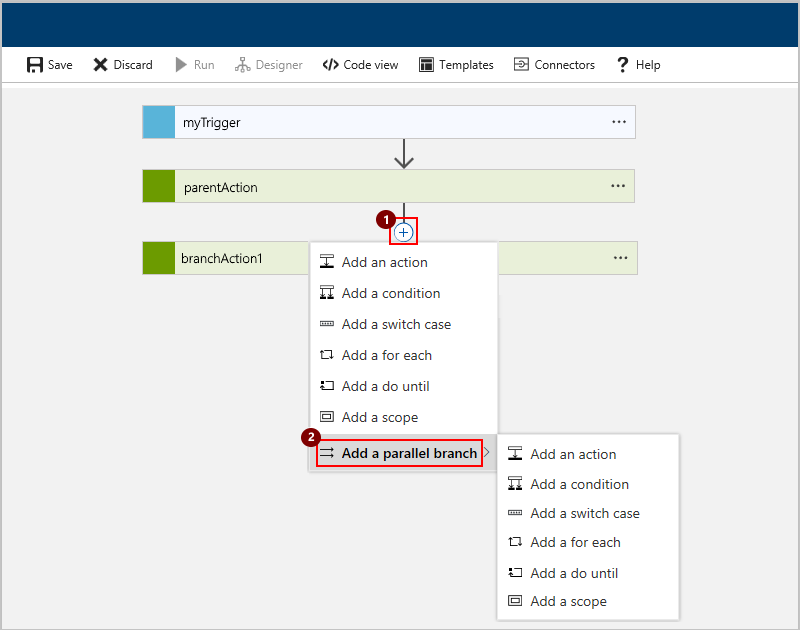 Save Discard Run Designer Code view Templates Connectors ? Help
myTrigger ...
parentAction ...
1
+
branchAction1 ...
Add an action
Add a condition
Add a switch case
Add a for each
Add a do until
Add a scope
2
Add a parallel branch
Add an action
Add a condition
Add a switch case
Add a for each
Add a do until
Add a scope